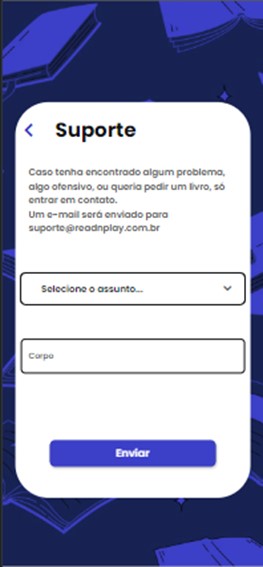 Suporte
Caso tenha encontrado algum problema,
algo ofensivo, ou queria pedir um livro, só
entrar em contato.
Um e-mail será enviado para
suporte@readnplay.com.br
Selecione o assunto...
Corpo
Enviar